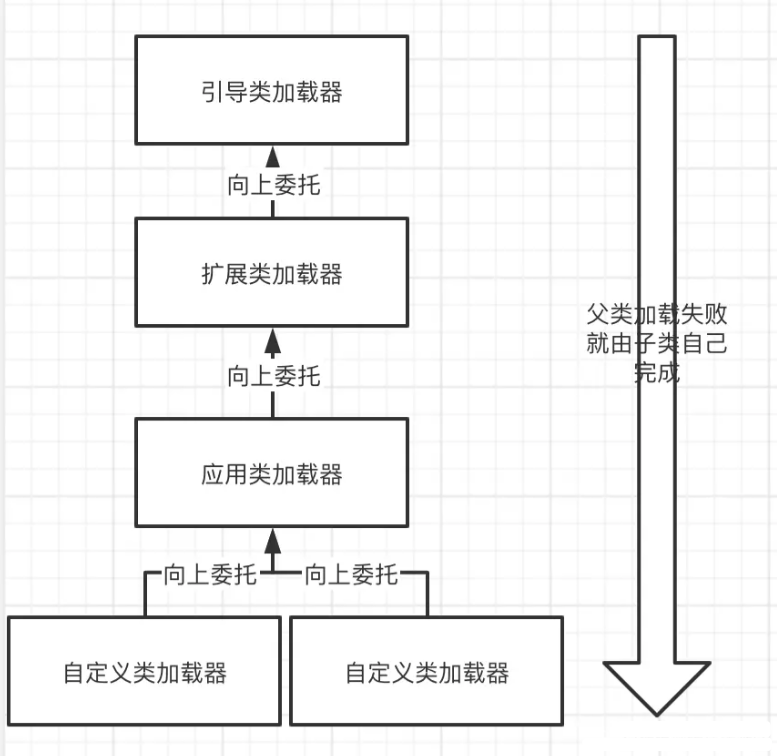 引导类加载器
向上委托
扩展类加载器
父类加载失败
就由子类自己
完成
向上委托
应用类加载器
向上委托
向上委托
自定义类加载器
自定义类加载器